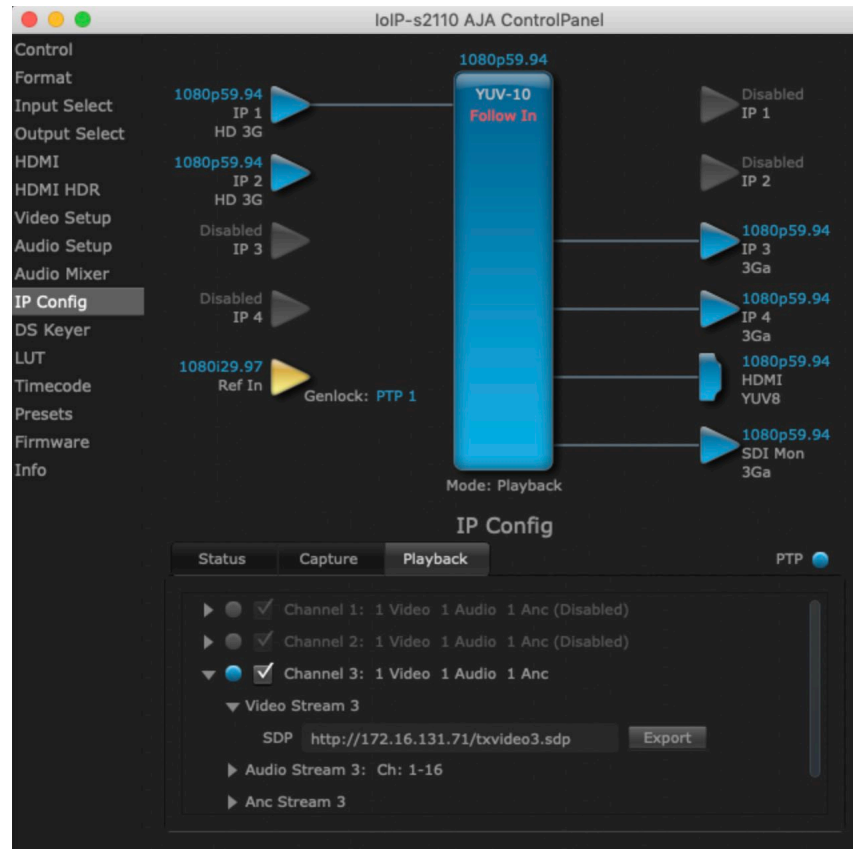 IoIP-s2110 AJA ControlPanel
Control
Format
Input Select
Output Select
HDMI
HDMI HDR
Video Setup
Audio Setup
Audio Mixer
IP Config
DS Keyer
LUT
Timecode
Presets
Firmware
Info
1080p59.94
IP 1
HD 3G
1080p59.94
IP 2
HD 3G
Disabled
IP 3
Disabled
IP 4
1080i29.97
Ref In
Genlock: PTP 1
1080p59.94
YUV-10
Follow In
Mode: Playback
Disabled
IP 1
Disabled
IP 2
1080p59.94
IP 3
3Ga
1080p59.94
IP 4
3Ga
1080p59.94
HDMI
YUV8
1080p59.94
SDI Mon
3Ga
IP Config
Status Capture Playback PTP
Channel 1: 1 Video 1 Audio 1 Anc (Disabled)
Channel 2: 1 Video 1 Audio 1 Anc (Disabled)
Channel 3: 1 Video 1 Audio 1 Anc
Video Stream 3
SDP http://172.16.131.71/txvideo3.sdp Export
Audio Stream 3: Ch: 1-16
Anc Stream 3